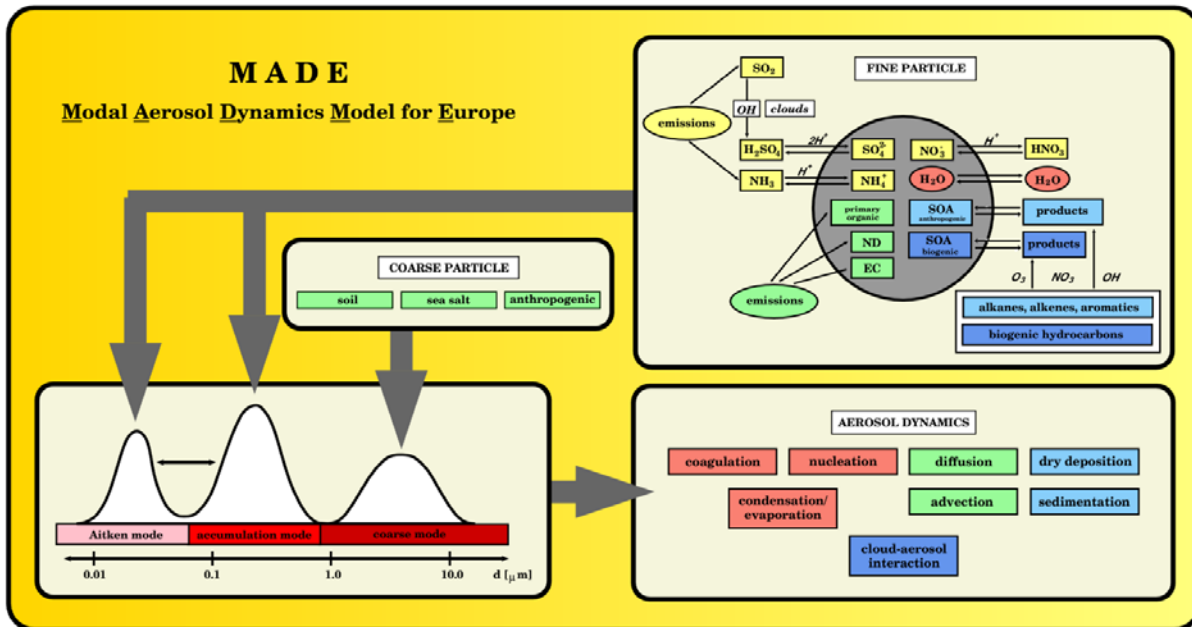 M A D E
Modal Aerosol Dynamics Model for Europe
FINE PARTICLE
SO₂
OH
clouds
emissions
H₂SO₄
2H⁺
SO₄²⁻
NO₃⁻
H⁺
HNO₃
NH₃
H⁺
NH₄⁺
H₂O
H₂O
primary
organic
SOA
anthropogenic
products
ND
SOA
biogenic
products
EC
emissions
O₃
NO₃
OH
alkanes, alkenes, aromatics
biogenic hydrocarbons
COARSE PARTICLE
soil
sea salt
anthropogenic
Aitken mode
accumulation mode
coarse mode
0.01
0.1
1.0
10.0
d [μm]
AEROSOL DYNAMICS
coagulation
nucleation
diffusion
dry deposition
condensation/
evaporation
advection
sedimentation
cloud-aerosol
interaction